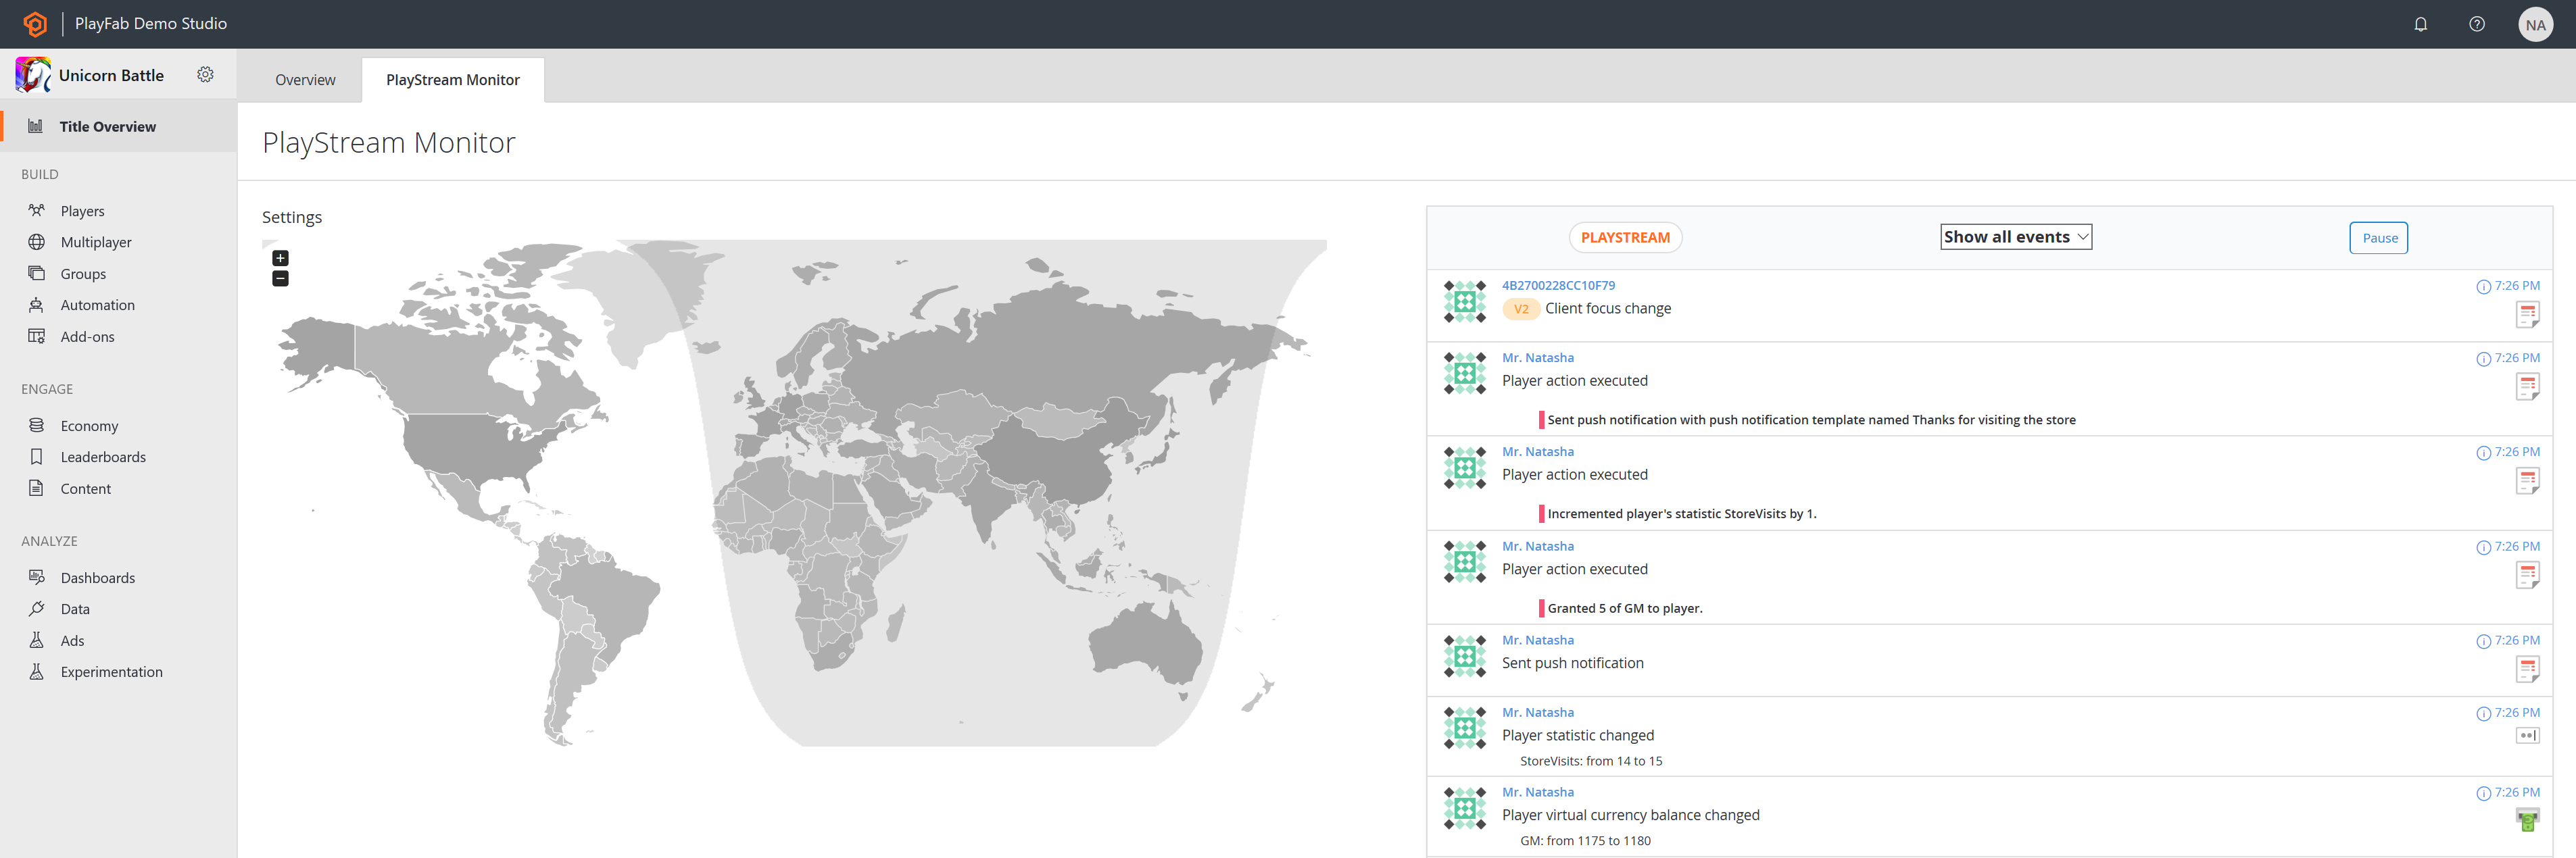 PlayFab Demo Studio
NA
Unicorn Battle
Overview
PlayStream Monitor
Title Overview
PlayStream Monitor
BUILD
Players
Multiplayer
Groups
Automation
Add-ons
ENGAGE
Economy
Leaderboards
Content
ANALYZE
Dashboards
Data
Ads
Experimentation
Settings
+
−
PLAYSTREAM
Show all events
Pause
4B2700228CC10F79
7:26 PM
V2 Client focus change
Mr. Natasha
7:26 PM
Player action executed
Sent push notification with push notification template named Thanks for visiting the store
Mr. Natasha
7:26 PM
Player action executed
Incremented player's statistic StoreVisits by 1.
Mr. Natasha
7:26 PM
Player action executed
Granted 5 of GM to player.
Mr. Natasha
7:26 PM
Sent push notification
Mr. Natasha
7:26 PM
Player statistic changed
StoreVisits: from 14 to 15
Mr. Natasha
7:26 PM
Player virtual currency balance changed
GM: from 1175 to 1180